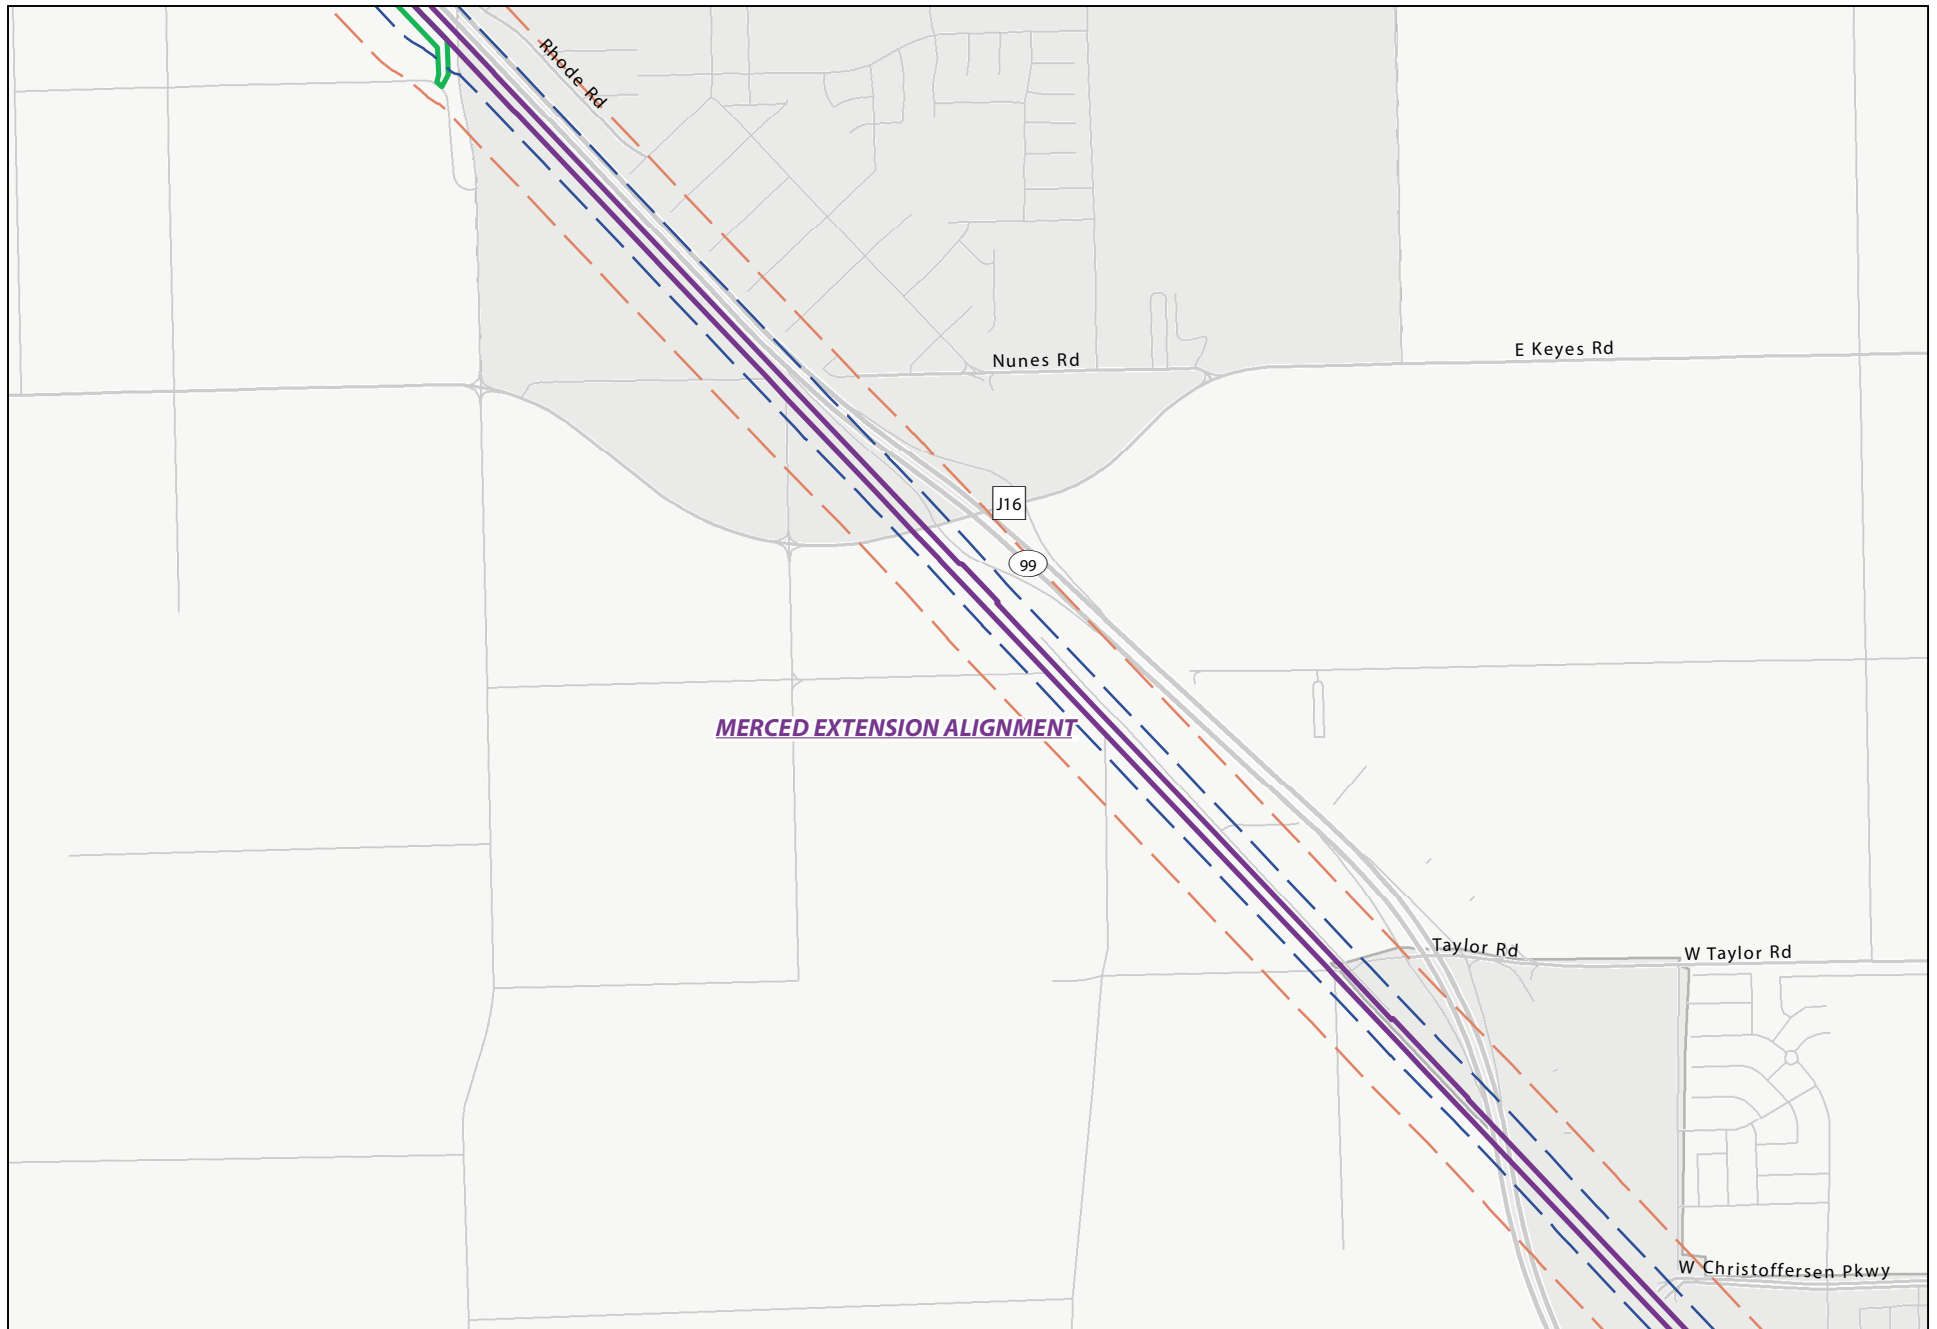 Rhode Rd
E Keyes Rd
Nunes Rd
J16
99
MERCED EXTENSION ALIGNMENT
Taylor Rd
W Taylor Rd
W Christoffersen Pkwy